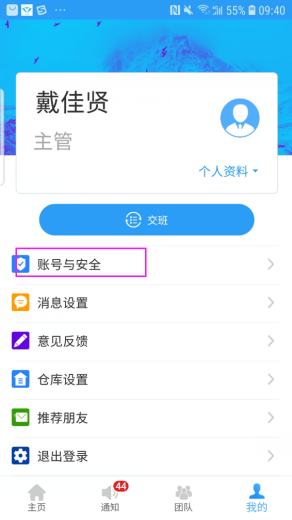 55% 09:40
戴佳贤
主管
个人资料
交班
账号与安全
消息设置
意见反馈
仓库设置
推荐朋友
退出登录
44
主页 通知 团队 我的